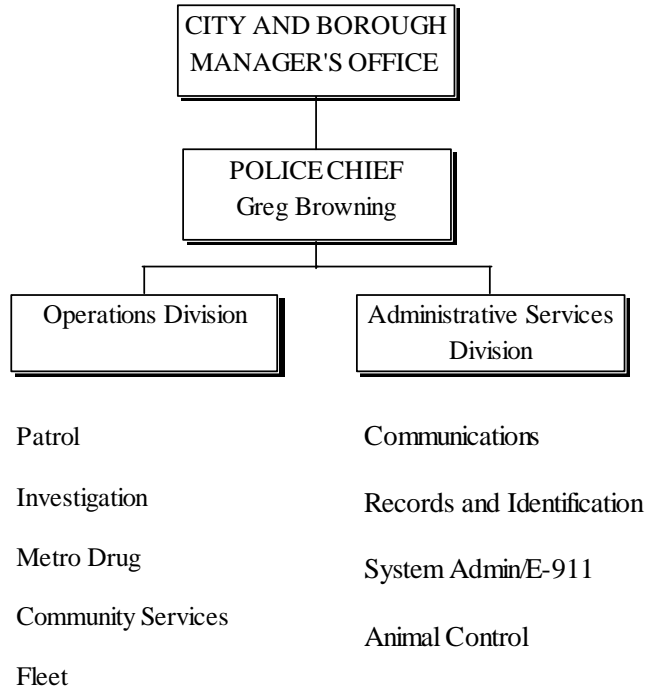 CITY AND BOROUGH
MANAGER'S OFFICE
POLICE CHIEF
Greg Browning
Operations Division
Administrative Services
Division
Patrol
Investigation
Metro Drug
Community Services
Fleet
Communications
Records and Identification
System Admin/E-911
Animal Control